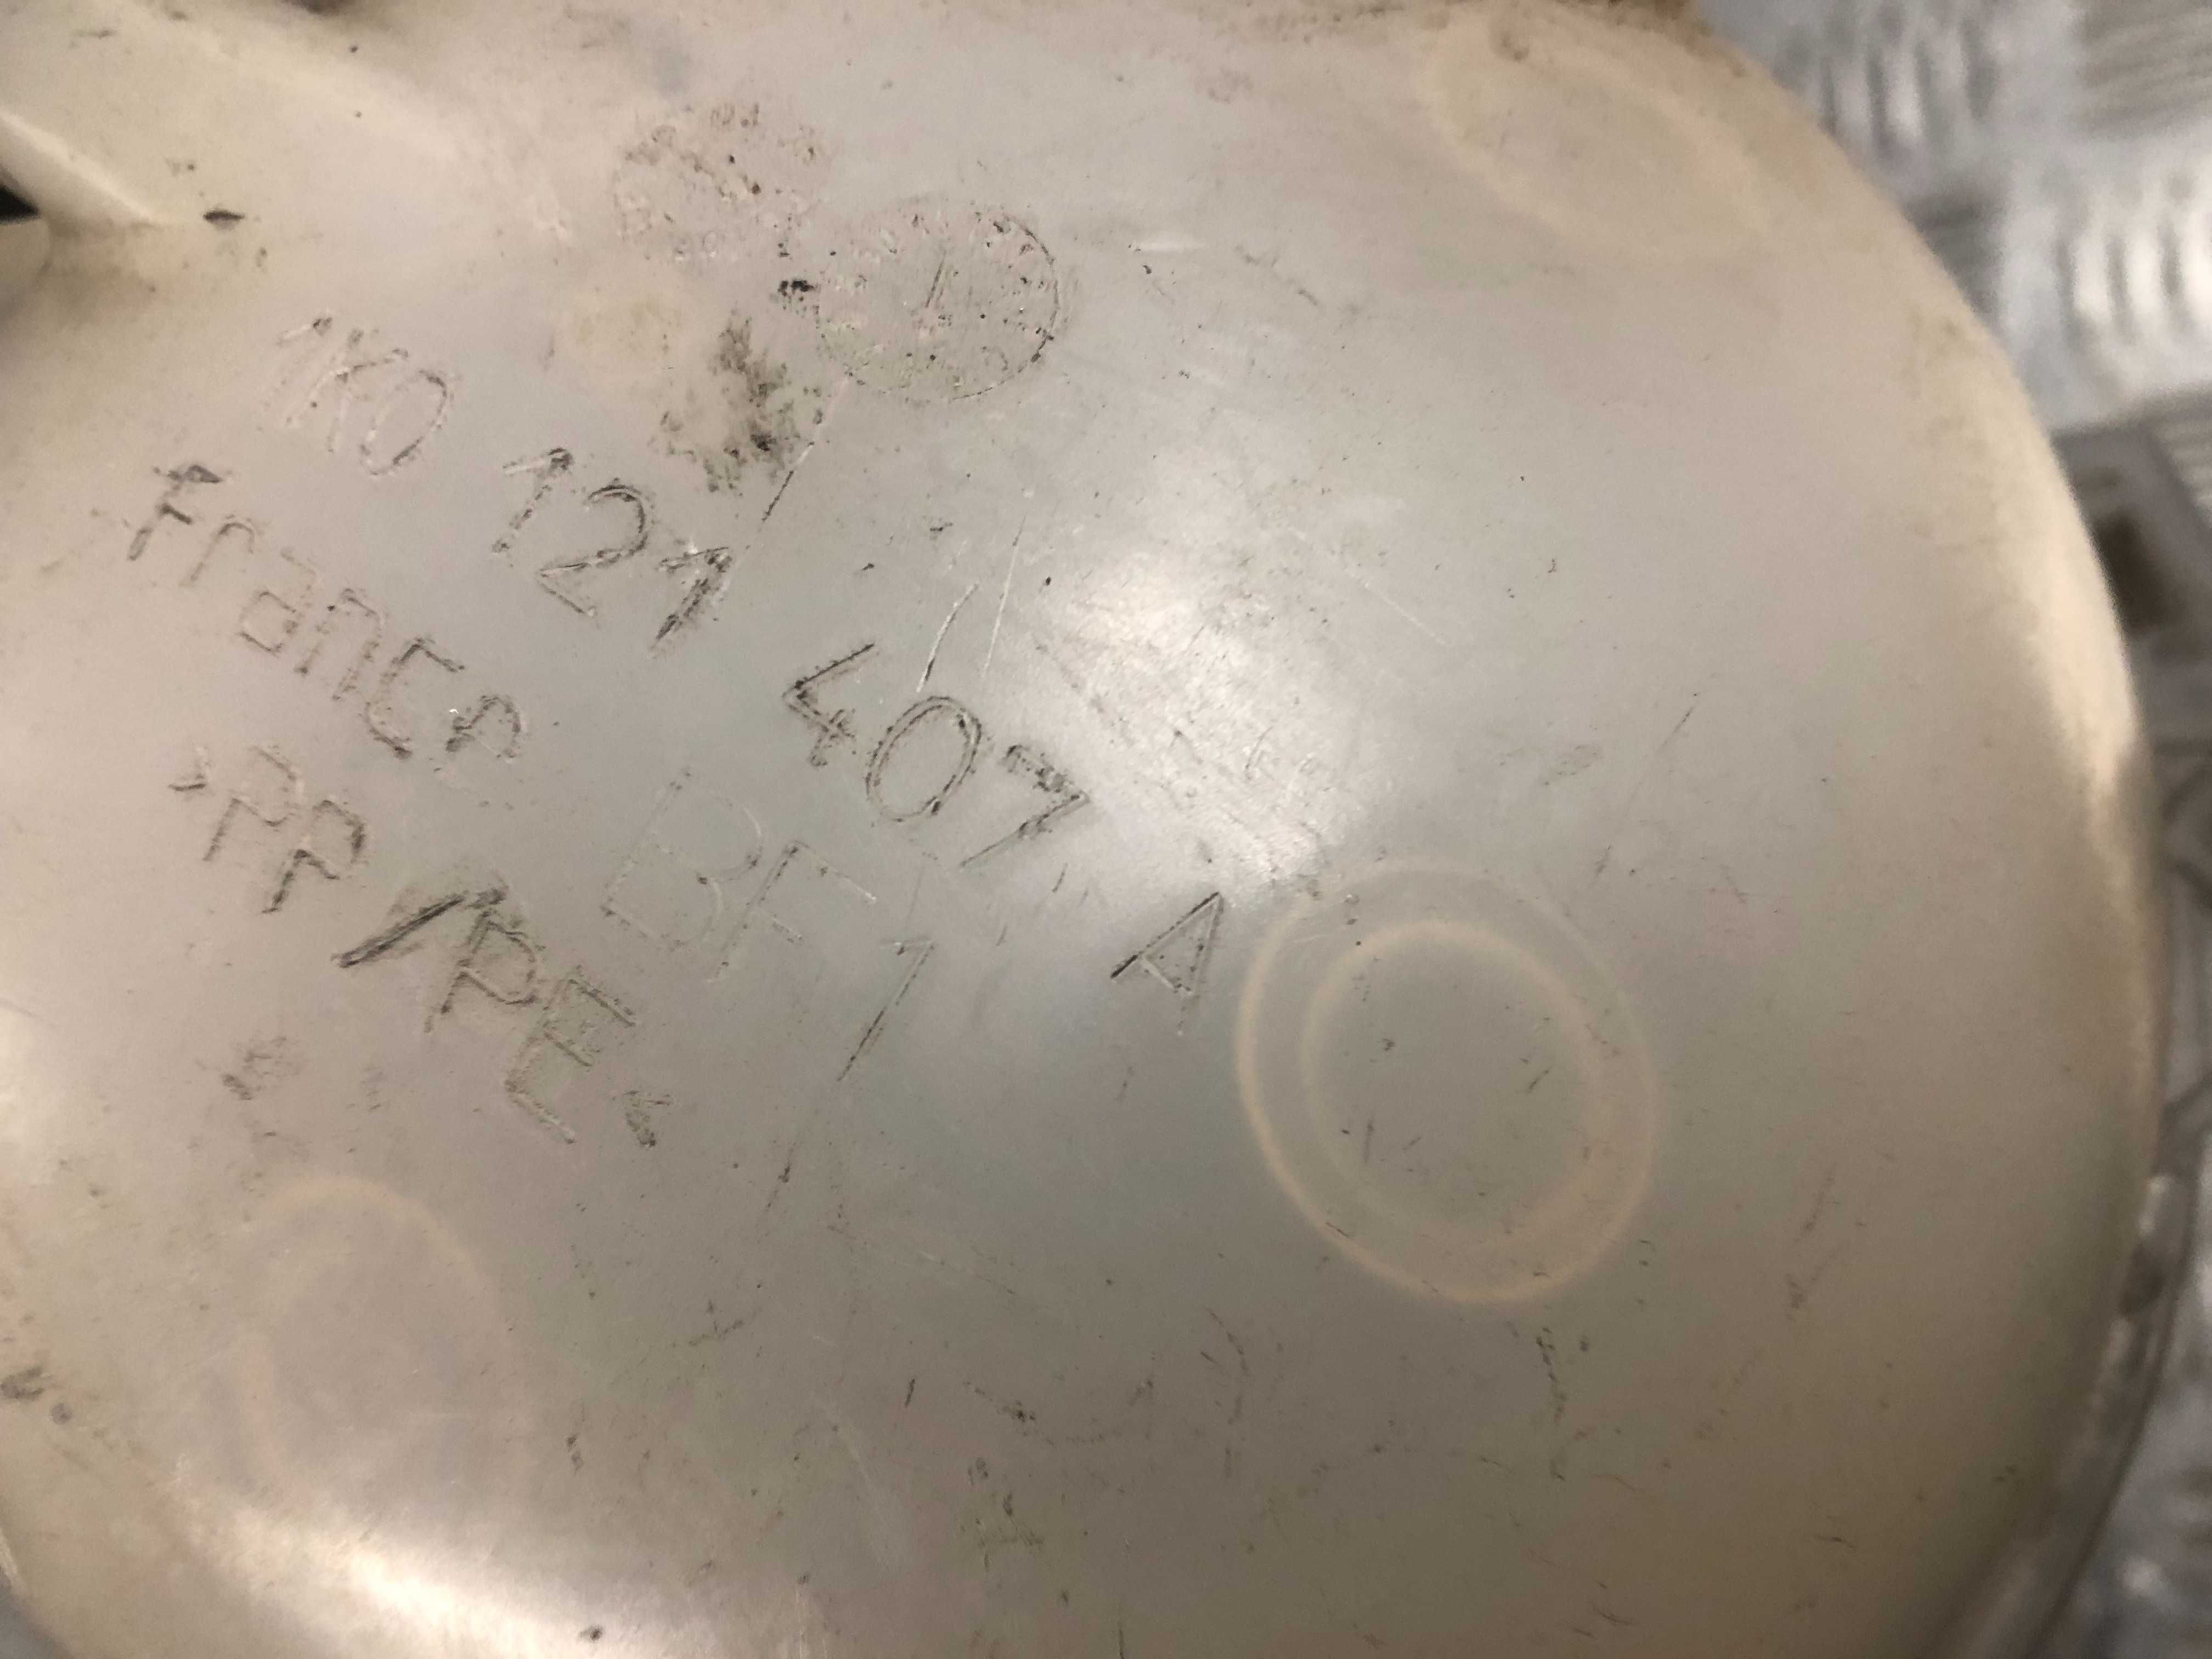 1K0 121 407 A
France BF1
>PP/PE<